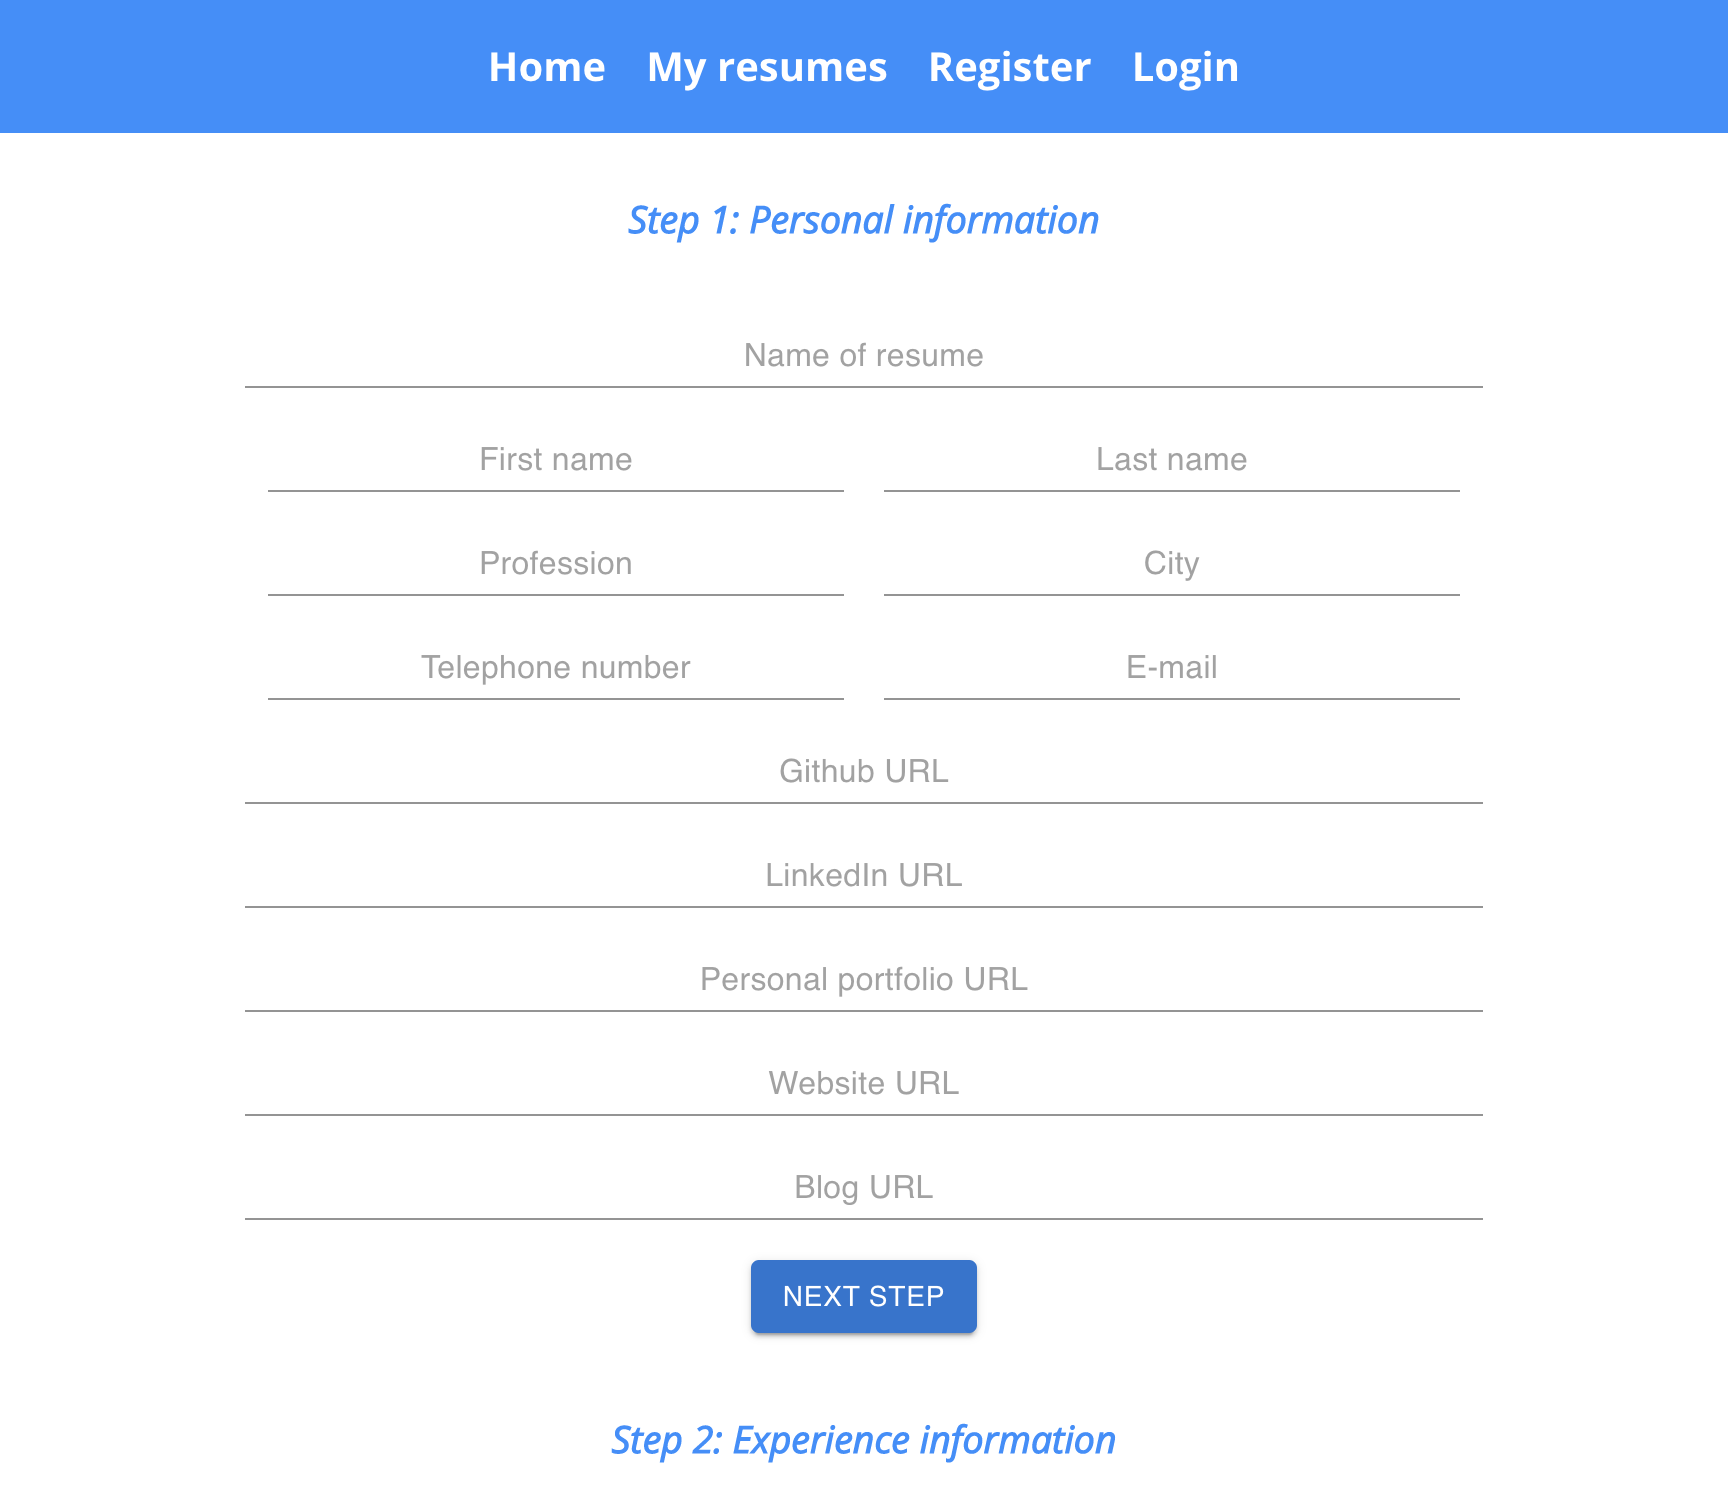 Home My resumes Register Login
Step 1: Personal information
Name of resume
First name Last name
Profession City
Telephone number E-mail
Github URL
LinkedIn URL
Personal portfolio URL
Website URL
Blog URL
NEXT STEP
Step 2: Experience information